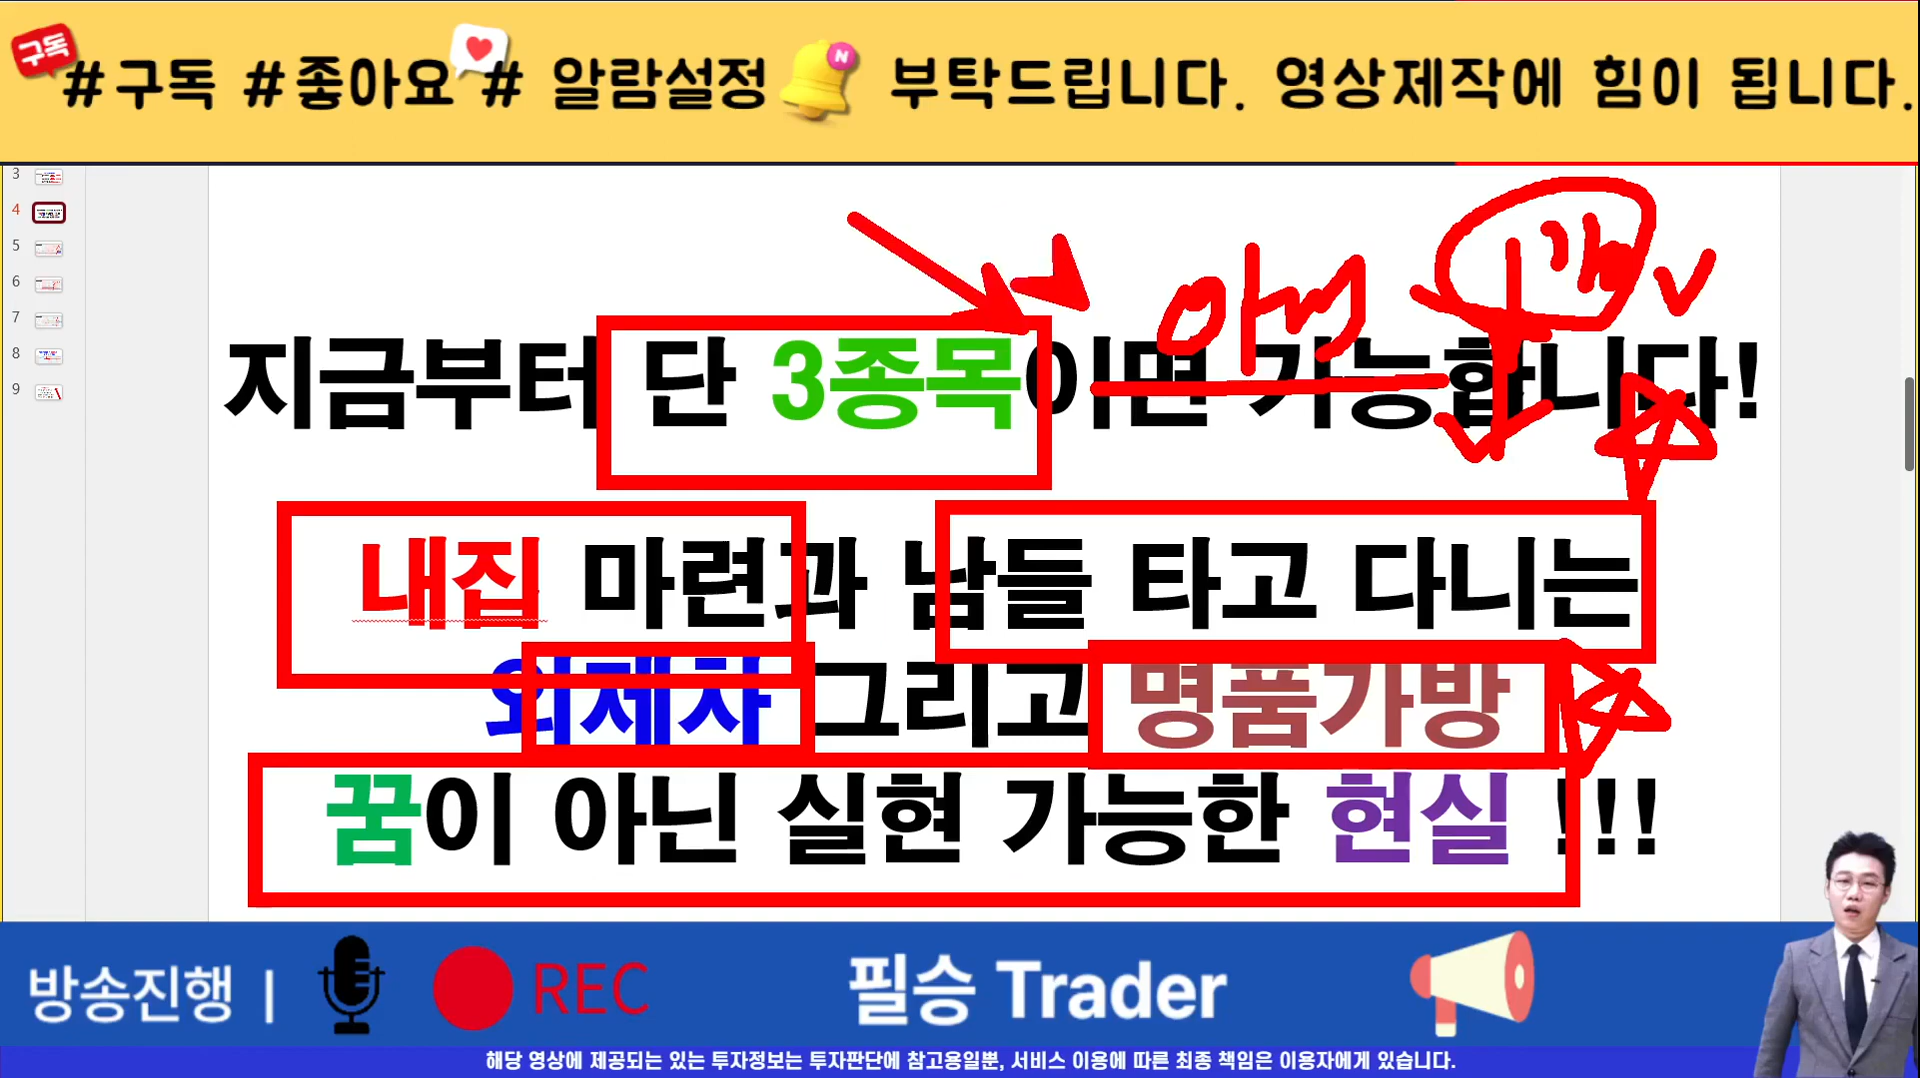 구독
#구독 #좋아요 # 알람설정 N 부탁드립니다. 영상제작에 힘이 됩니다.
3
4
5
6
7
8
9
지금부터 단 3종목이면 가능합니다!
내집 마련과 남들 타고 다니는
외제차 그리고 명품가방
꿈이 아닌 실현 가능한 현실 !!!
방송진행 | REC 필승 Trader
해당 영상에 제공되는 있는 투자정보는 투자판단에 참고용일뿐, 서비스 이용에 따른 최종 책임은 이용자에게 있습니다.